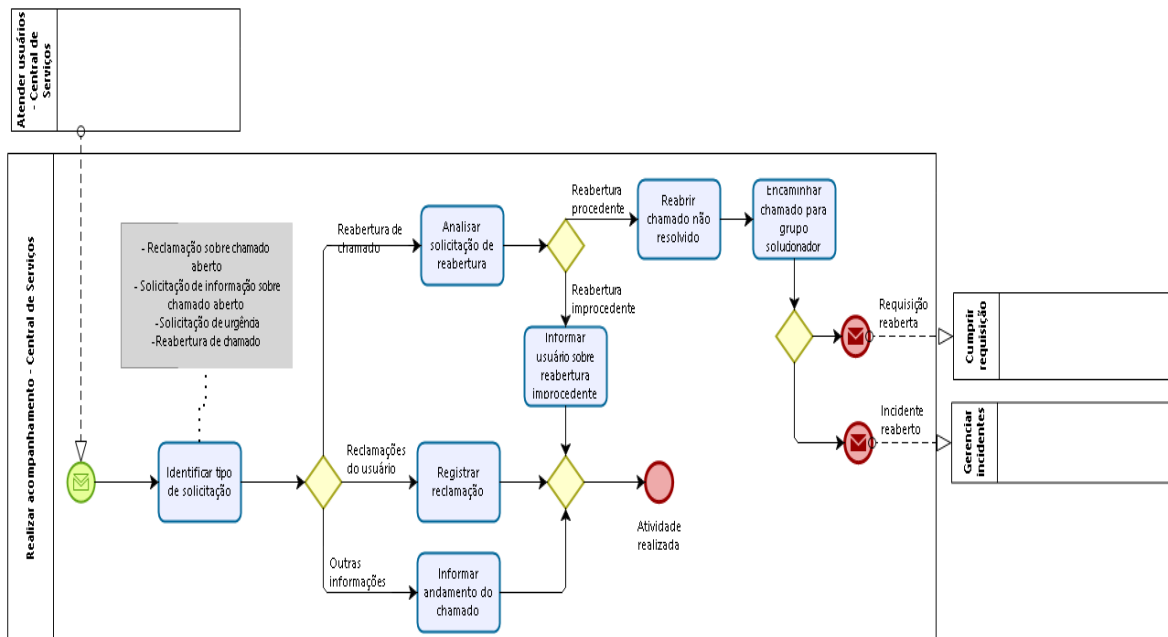 Atender usuários
- Central de
Serviços
Realizar acompanhamento - Central de Serviços
- Reclamação sobre chamado
aberto
- Solicitação de informação sobre
chamado aberto
-Solicitação de urgência
-Reabertura de chamado
Identificar tipo
de solicitação
Reabertura de
chamado
Analisar
solicitação de
reabertura
Reabertura
procedente
Reabrir
chamado não
resolvido
Encaminhar
chamado para
grupo
solucionador
Reabertura
improcedente
Informar
usuário sobre
reabertura
improcedente
Requisição
reaberta
Cumprir
requisição
Incidente
reaberto
Gerenciar
incidentes
Reclamações
do usuário
Registrar
reclamação
Atividade
realizada
Outras
informações
Informar
andamento do
chamado